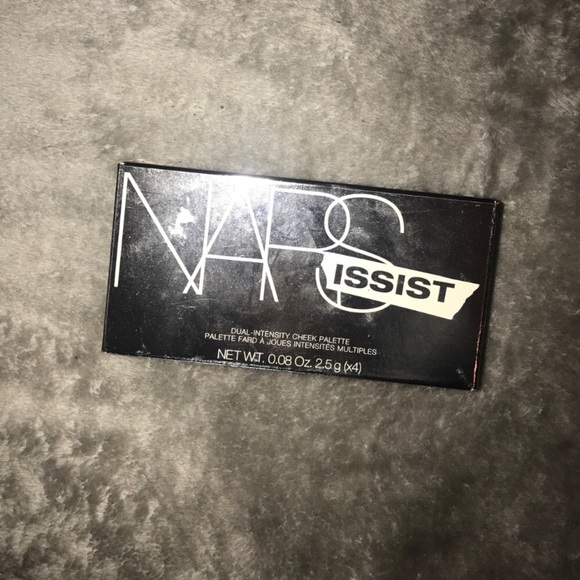 NARS
ISSIST
DUAL-INTENSITY CHEEK PALETTE
PALETTE FARD À JOUES INTENSITÉS MULTIPLES
NET WT. 0.08 Oz. 2.5 g (x4)